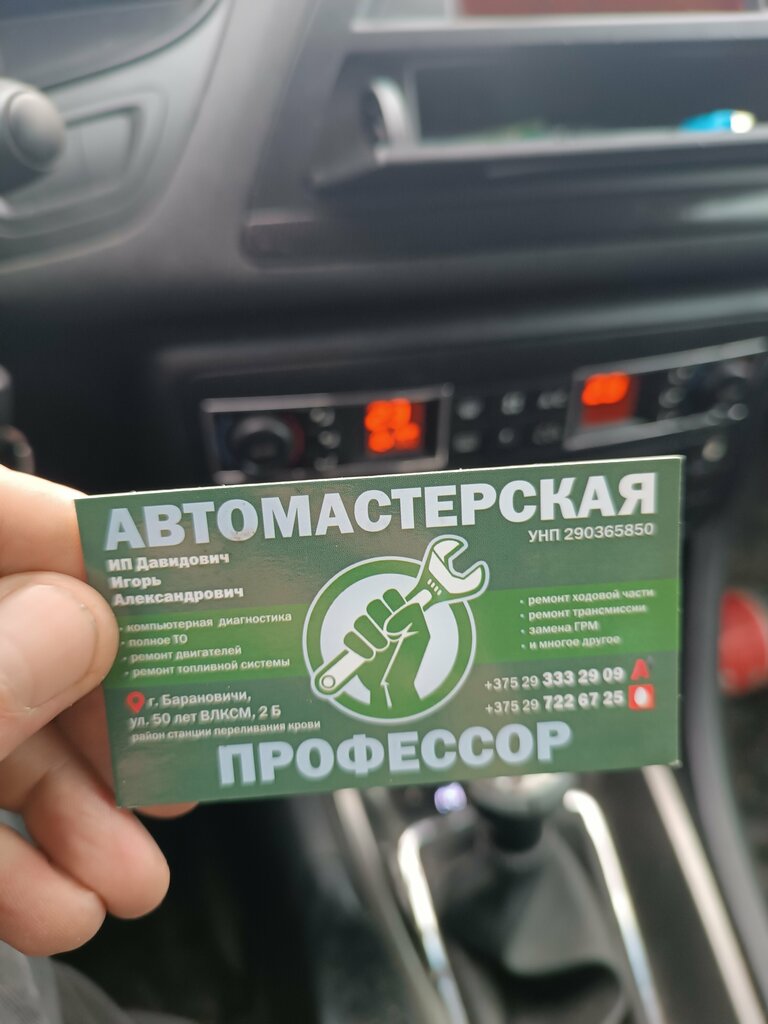 АВТОМАСТЕРСКАЯ
УНП 290365850
ИП Давидович
Игорь
Александрович
· компьютерная диагностика
· полное ТО
· ремонт двигателей
· ремонт топливной системы
· ремонт ходовой части
· ремонт трансмиссии
· замена ГРМ
· и многое другое
+375 29 333 29 09
+375 29 722 67 25
г. Барановичи,
ул. 50 лет ВЛКСМ, 2 Б
район станции переливания крови
ПРОФЕССОР